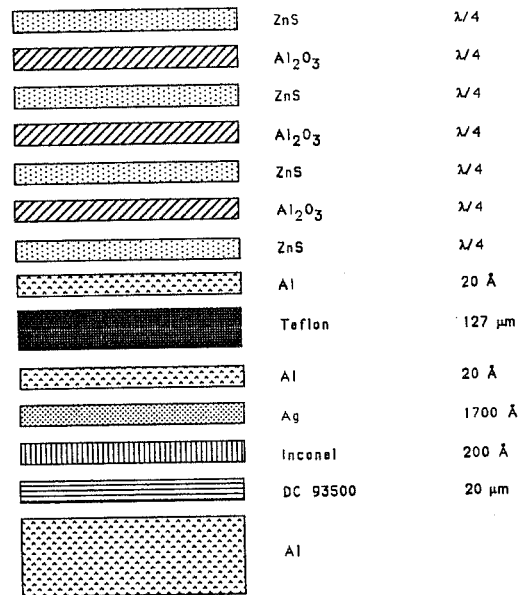 ZnS λ/4
Al₂O₃ λ/4
ZnS λ/4
Al₂O₃ λ/4
ZnS λ/4
Al₂O₃ λ/4
ZnS λ/4
Al 20 Å
Teflon 127 μm
Al 20 Å
Ag 1700 Å
Inconel 200 Å
DC 93500 20 μm
Al